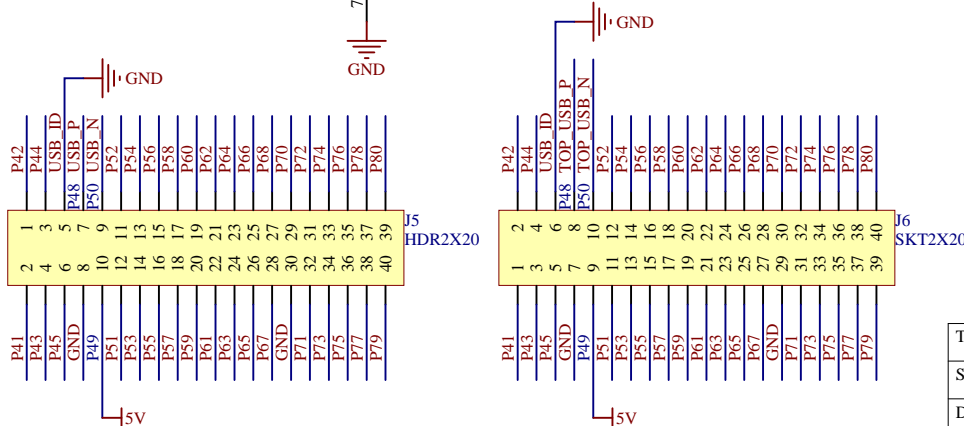 7
GND
GND
GND
P42 P44 USB_ID P48 USB_P P50 USB_N P52 P54 P56 P58 P60 P62 P64 P66 P68 P70 P72 P74 P76 P78 P80
1 3 5 7 9 11 13 15 17 19 21 23 25 27 29 31 33 35 37 39
2 4 6 8 10 12 14 16 18 20 22 24 26 28 30 32 34 36 38 40
J5
HDR2X20
P41 P43 P45 GND P49 P51 P53 P55 P57 P59 P61 P63 P65 P67 GND P71 P73 P75 P77 P79
5V
P42 P44 USB_ID P48 TOP_USB_P P50 TOP_USB_N P52 P54 P56 P58 P60 P62 P64 P66 P68 P70 P72 P74 P76 P78 P80
2 4 6 8 10 12 14 16 18 20 22 24 26 28 30 32 34 36 38 40
1 3 5 7 9 11 13 15 17 19 21 23 25 27 29 31 33 35 37 39
J6
SKT2X20
P41 P43 P45 GND P49 P51 P53 P55 P57 P59 P61 P63 P65 P67 GND P71 P73 P75 P77 P79
5V
T
S
D